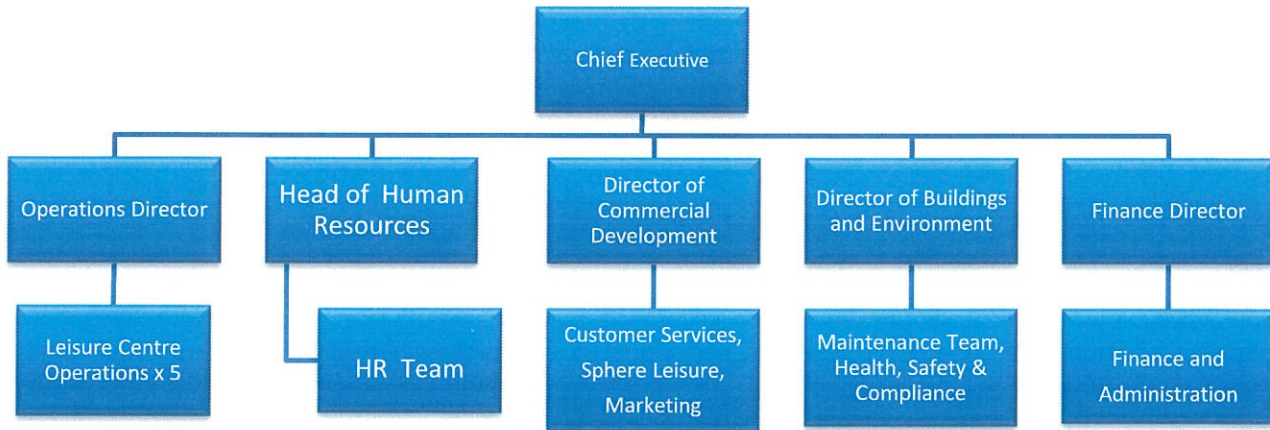 Chief Executive
Operations Director
Head of Human
Resources
Director of
Commercial
Development
Director of Buildings
and Environment
Finance Director
Leisure Centre
Operations x 5
HR Team
Customer Services,
Sphere Leisure,
Marketing
Maintenance Team,
Health, Safety &
Compliance
Finance and
Administration